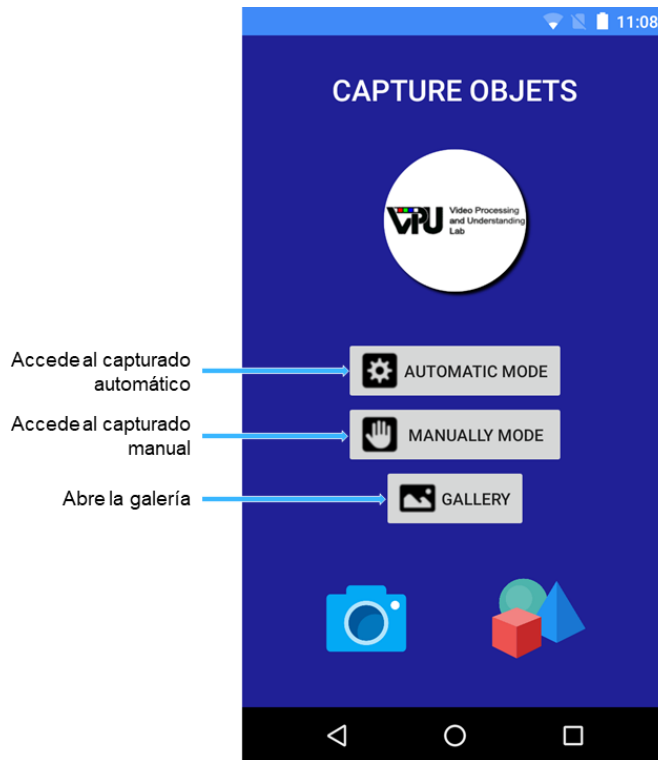 11:08
CAPTURE OBJETS
VPU
Video Processing
and Understanding
Lab
Accede al capturado
automático
AUTOMATIC MODE
Accede al capturado
manual
MANUALLY MODE
Abre la galería
GALLERY